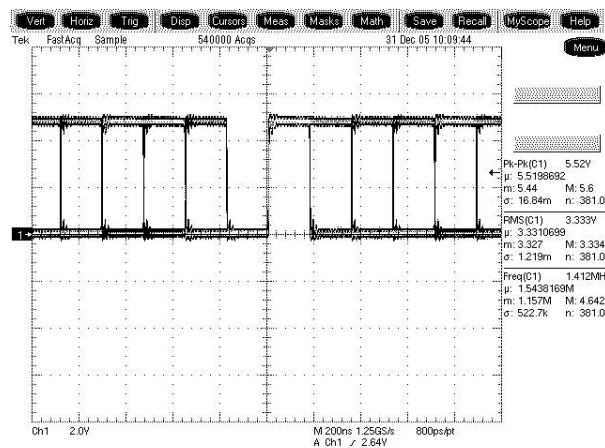 Vert Horiz Trig Disp Cursors Meas Masks Math Save Recall MyScope Help
Tek FastAcq Sample 540000 Acqs 31 Dec 05 10:09:44
Menu
Pk-Pk(C1) 5.52V
μ: 5.5198692
m: 5.44 M: 5.6
σ: 16.84m n: 381.0
RMS(C1) 3.333V
μ: 3.3310699
m: 3.327 M: 3.334
σ: 1.219m n: 381.0
Freq(C1) 1.412MH
μ: 1.5438169M
m: 1.157M M: 4.642
σ: 522.7k n: 381.0
1
Ch1 2.0V M 200ns 1.25GS/s 800ps/pt
A Ch1 ∕ 2.64V